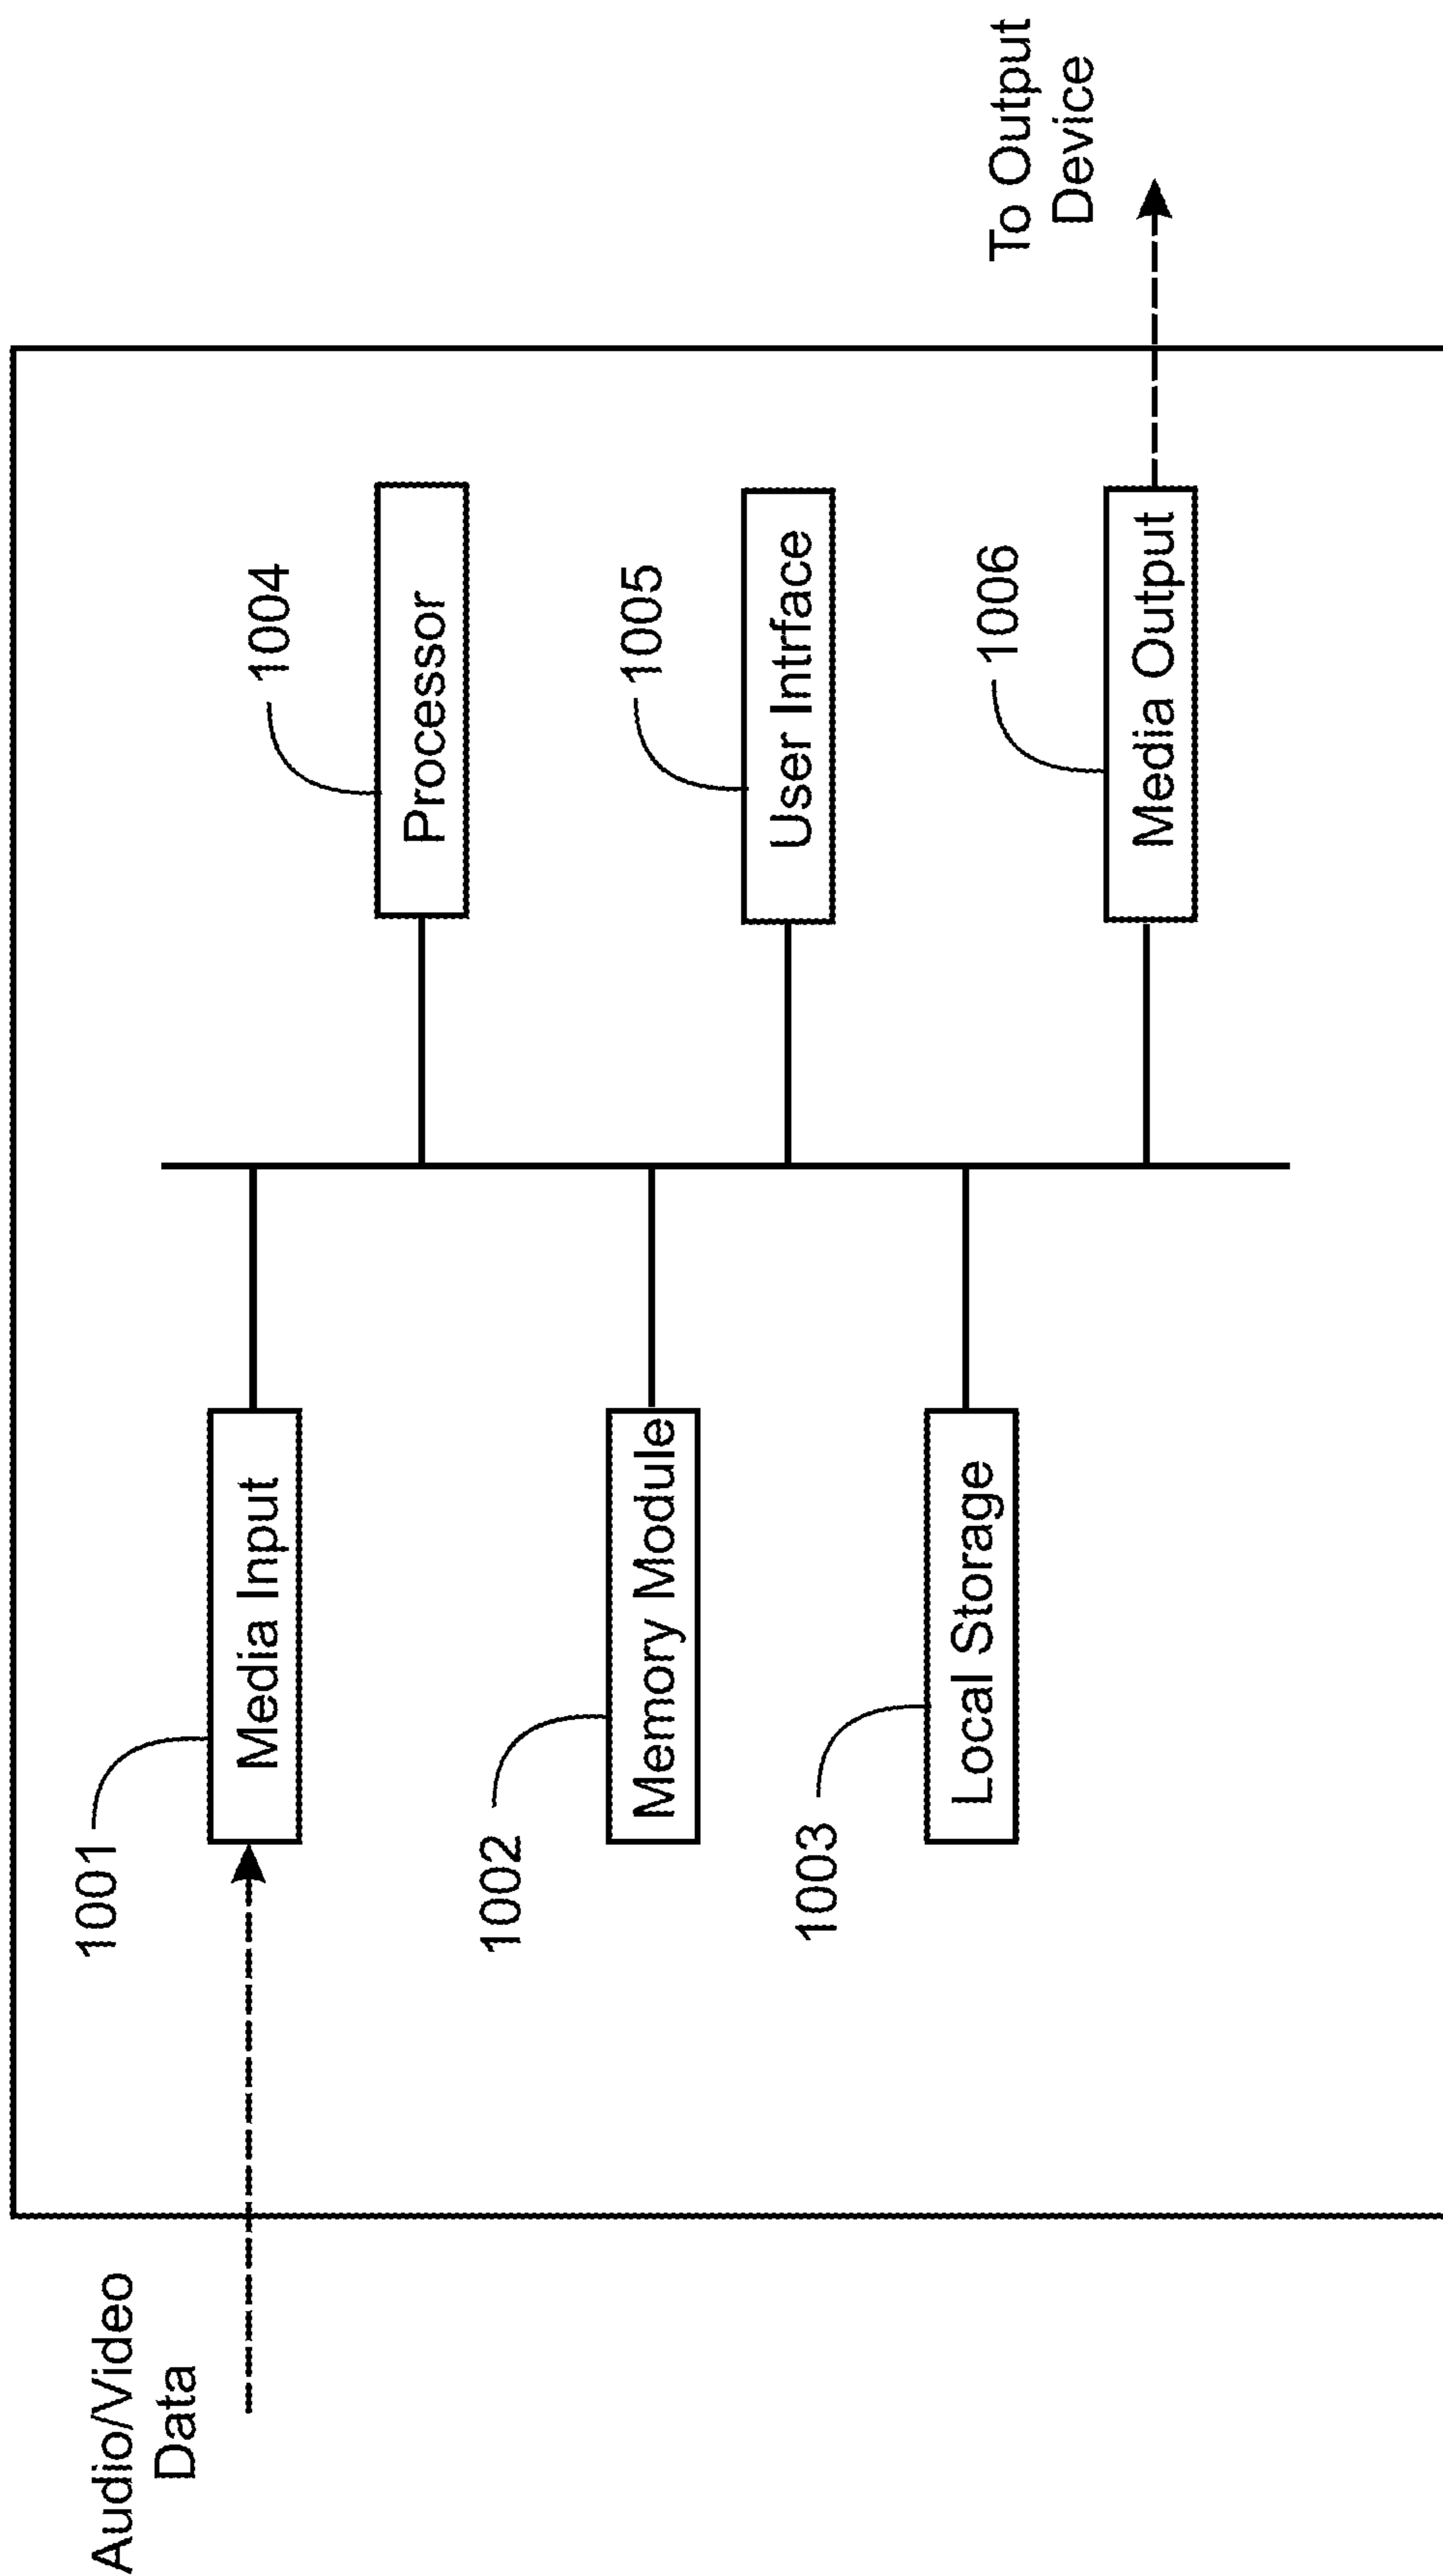 Audio/Video
Data
1001
Media Input
1002
Memory Module
1003
Local Storage
1004
Processor
1005
User Intrface
1006
Media Output
To Output
Device